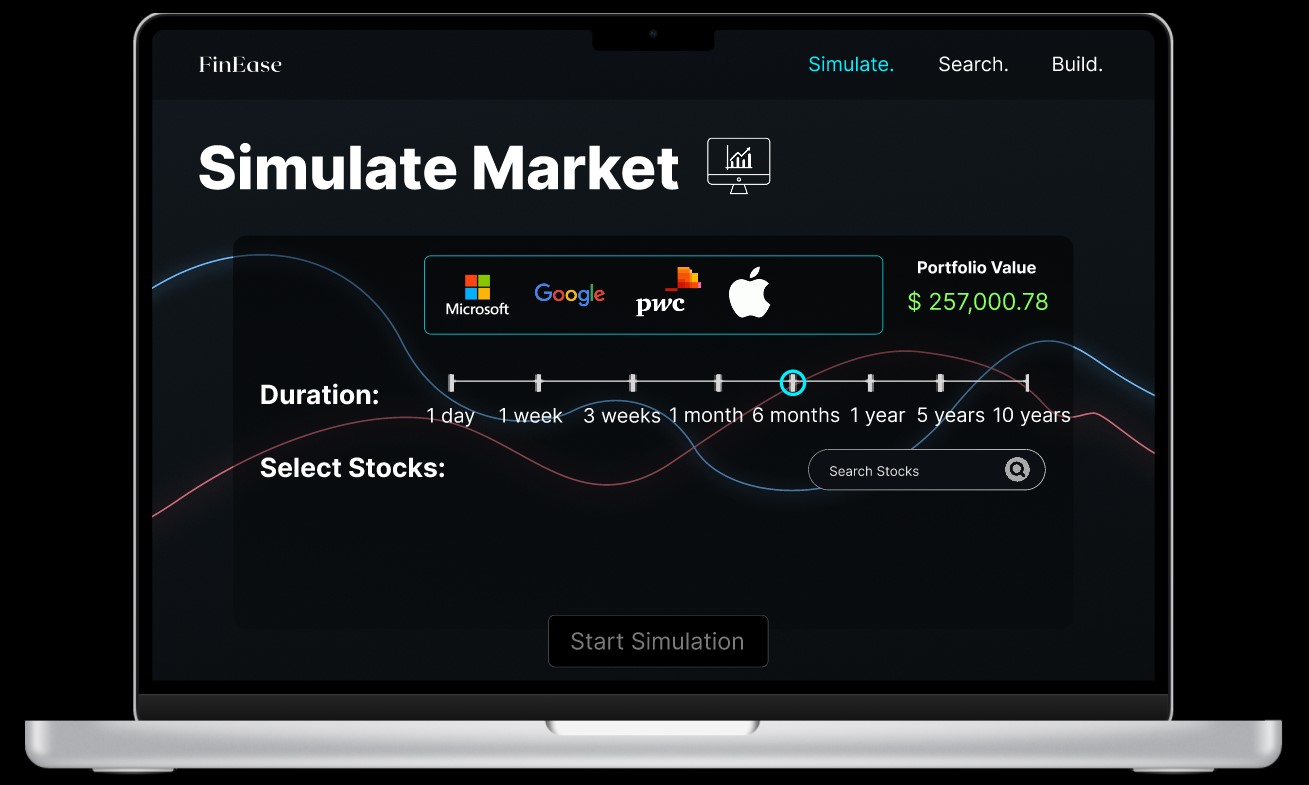 FinEase
Simulate. Search. Build.
Simulate Market
Microsoft
Google
pwc
Portfolio Value
$ 257,000.78
Duration:
1 day 1 week 3 weeks 1 month 6 months 1 year 5 years 10 years
Select Stocks:
Search Stocks
Start Simulation